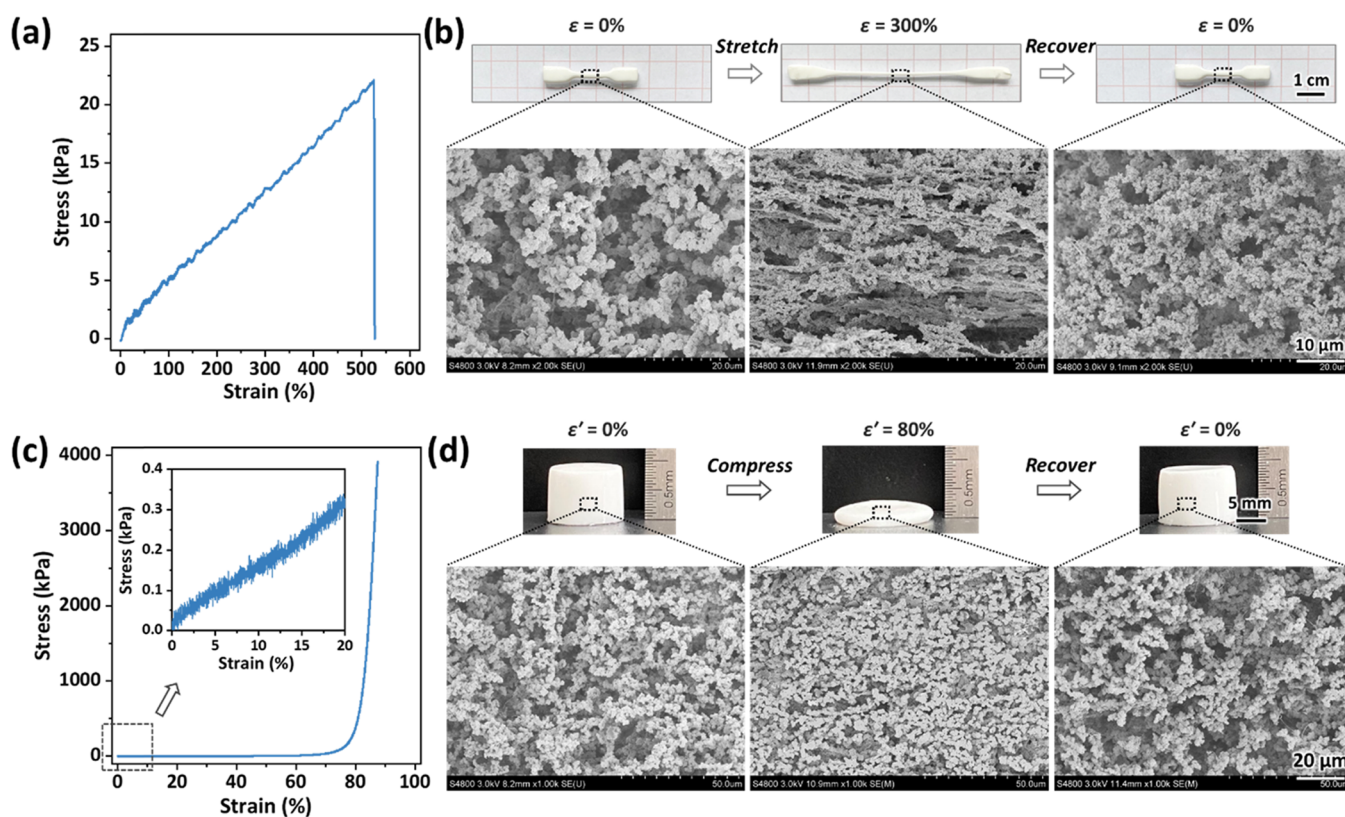 (a)
25
20
15
10
5
0
Stress (kPa)
0 100 200 300 400 500 600
Strain (%)
(b)
ε = 0%
Stretch
ε = 300%
Recover
ε = 0%
1 cm
S4800 3.0kV 8.2mm x2.00k SE(U) 20.0um
S4800 3.0kV 11.9mm x2.00k SE(U) 20.0um
10 μm
S4800 3.0kV 9.1mm x2.00k SE(U) 20.0um
(c)
4000
3000
2000
1000
0
Stress (kPa)
0 20 40 60 80 100
Strain (%)
0.4
0.3
0.2
0.1
0.0
Stress (kPa)
0 5 10 15 20
Strain (%)
(d)
ε' = 0%
Compress
ε' = 80%
Recover
ε' = 0%
0.5mm
0.5mm
0.5mm
5 mm
S4800 3.0kV 8.2mm x1.00k SE(U) 50.0um
S4800 3.0kV 10.9mm x1.00k SE(M) 50.0um
20 μm
S4800 3.0kV 11.4mm x1.00k SE(M) 50.0um